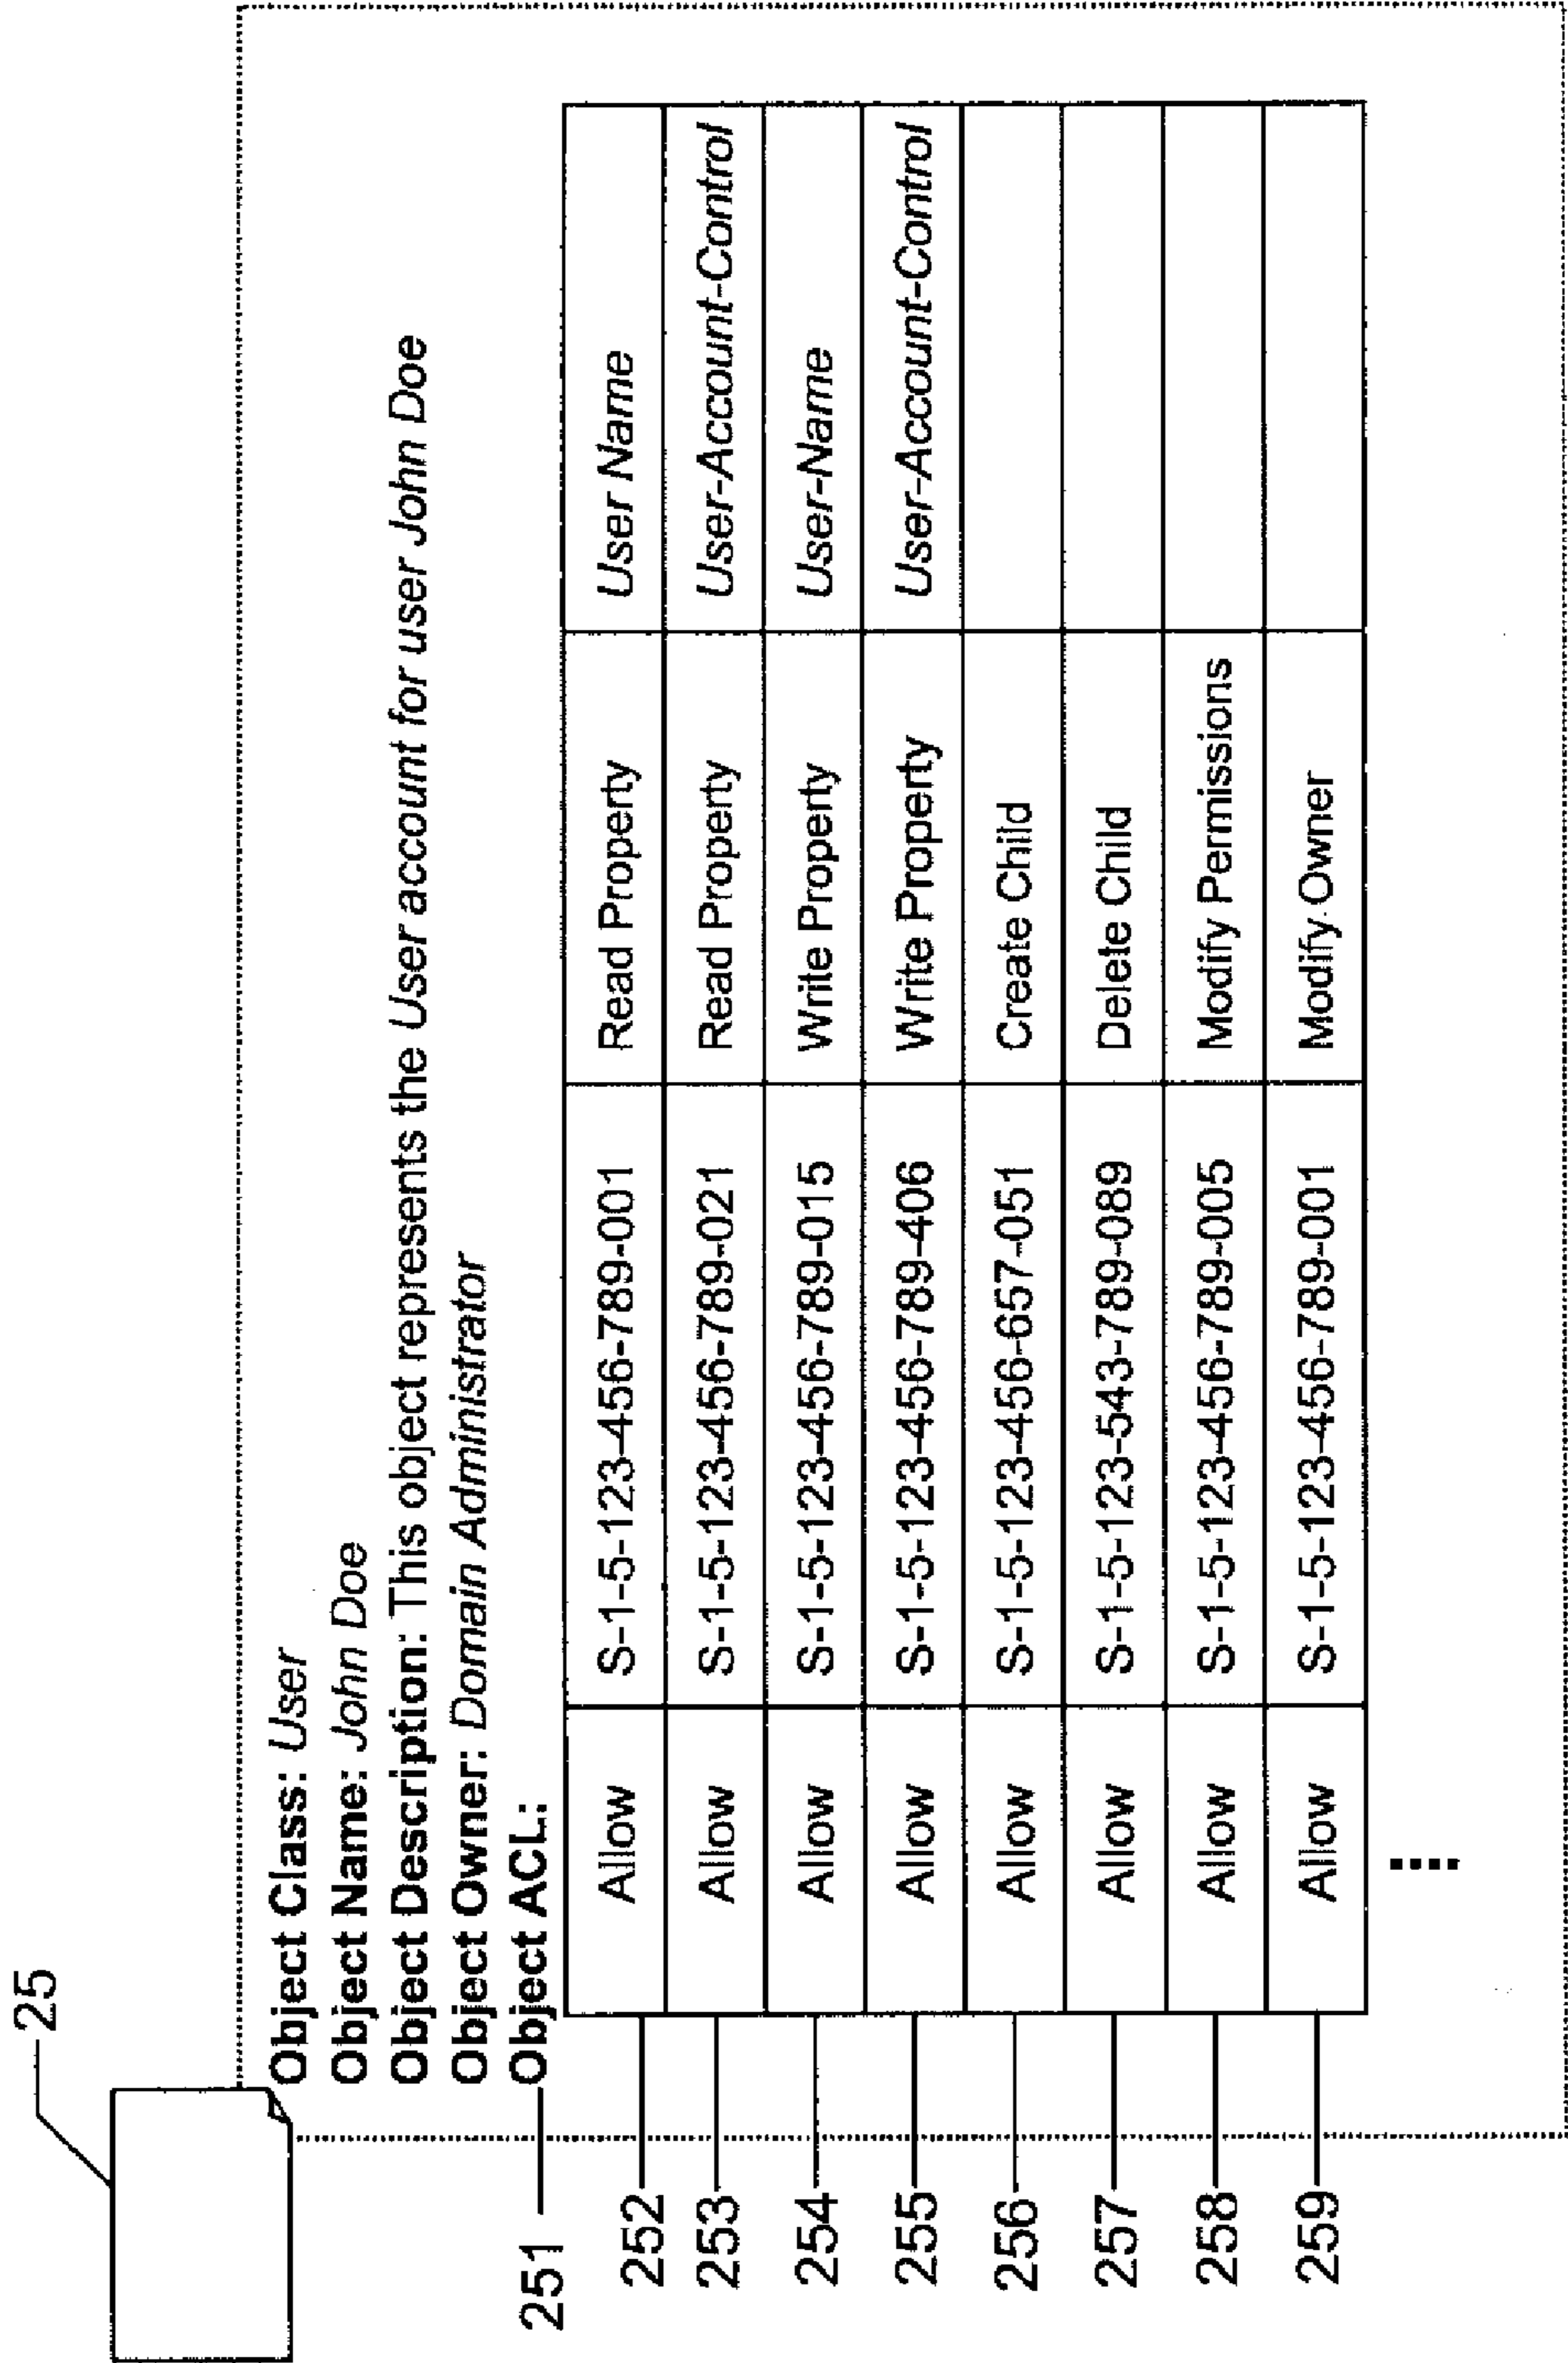 25
Object Class: User
Object Name: John Doe
Object Description: This object represents the User account for user John Doe
Object Owner: Domain Administrator
251 Object ACL:
252 Allow S-1-5-123-456-789-001 Read Property User Name
253 Allow S-1-5-123-456-789-021 Read Property User-Account-Control
254 Allow S-1-5-123-456-789-015 Write Property User-Name
255 Allow S-1-5-123-456-789-406 Write Property User-Account-Control
256 Allow S-1-5-123-456-657-051 Create Child
257 Allow S-1-5-123-543-789-089 Delete Child
258 Allow S-1-5-123-456-789-005 Modify Permissions
259 Allow S-1-5-123-456-789-001 Modify Owner